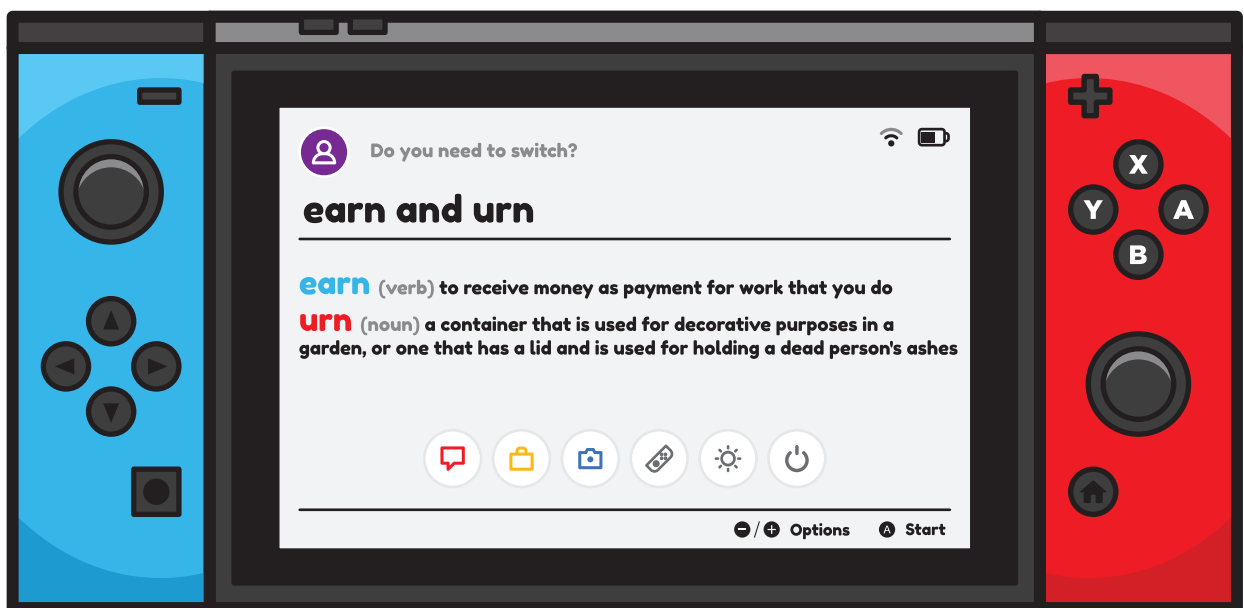 Do you need to switch?
earn and urn
earn (verb) to receive money as payment for work that you do
urn (noun) a container that is used for decorative purposes in a
garden, or one that has a lid and is used for holding a dead person's ashes
X
Y A
B
-/+ Options A Start